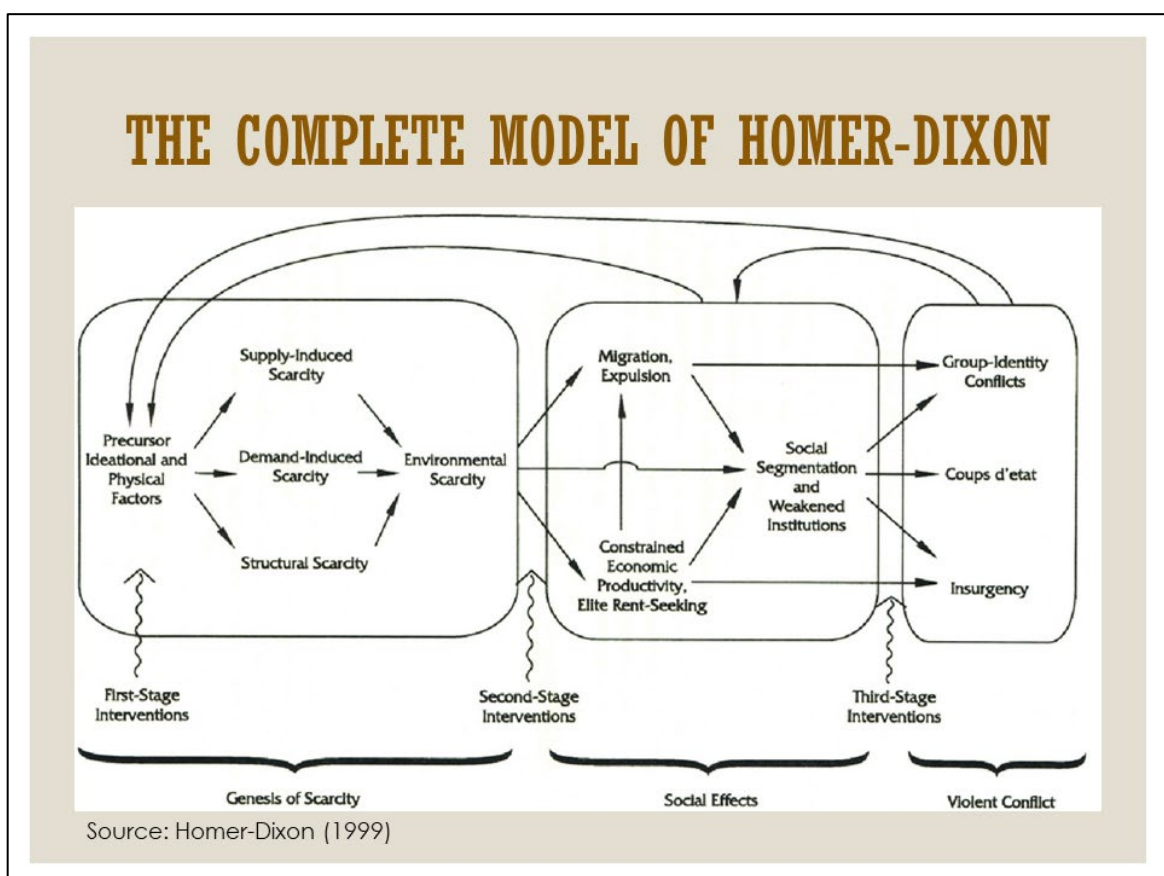 THE COMPLETE MODEL OF HOMER-DIXON
Supply-Induced
Scarcity
Precursor
Ideational and
Physical
Factors
Demand-Induced
Scarcity
Structural Scarcity
Environmental
Scarcity
Migration,
Expulsion
Social
Segmentation
and
Weakened
Institutions
Constrained
Economic
Productivity,
Elite Rent-Seeking
Group-Identity
Conflicts
Coups d'etat
Insurgency
First-Stage
Interventions
Second-Stage
Interventions
Third-Stage
Interventions
Genesis of Scarcity
Social Effects
Violent Conflict
Source: Homer-Dixon (1999)